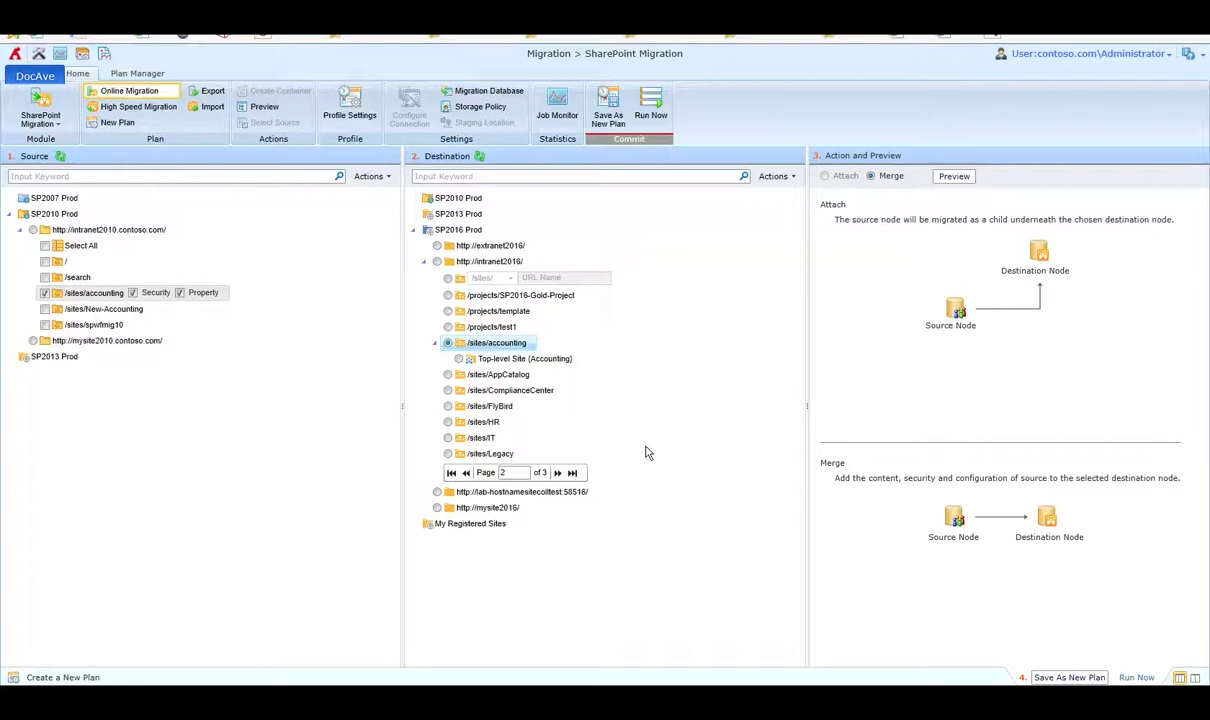 Migration > SharePoint Migration
User:contoso.com\Administrator
DocAve
Home
Plan Manager
SharePoint Migration
Module
Online Migration
High Speed Migration
New Plan
Export
Import
Plan
Create Container
Preview
Select Source
Actions
Profile Settings
Profile
Configure Connection
Migration Database
Storage Policy
Staging Location
Settings
Job Monitor
Statistics
Save As New Plan
Run Now
Commit
1. Source
Input Keyword
Actions
SP2007 Prod
SP2010 Prod
http://intranet2010.contoso.com/
Select All
/
/search
/sites/accounting Security Property
/sites/New-Accounting
/sites/spwfmig10
http://mysite2010.contoso.com/
SP2013 Prod
2. Destination
Input Keyword
Actions
SP2010 Prod
SP2013 Prod
SP2016 Prod
http://extranet2016/
http://intranet2016/
/sites/ URL Name
/projects/SP2016-Gold-Project
/projects/template
/projects/test1
/sites/accounting
Top-level Site (Accounting)
/sites/AppCatalog
/sites/ComplianceCenter
/sites/FlyBird
/sites/HR
/sites/IT
/sites/Legacy
Page 2 of 3
http://lab-hostnamesitecolltest:58516/
http://mysite2016/
My Registered Sites
3. Action and Preview
Attach Merge Preview
Attach
The source node will be migrated as a child underneath the chosen destination node.
Destination Node
Source Node
Merge
Add the content, security and configuration of source to the selected destination node.
Source Node
Destination Node
Create a New Plan
4. Save As New Plan Run Now